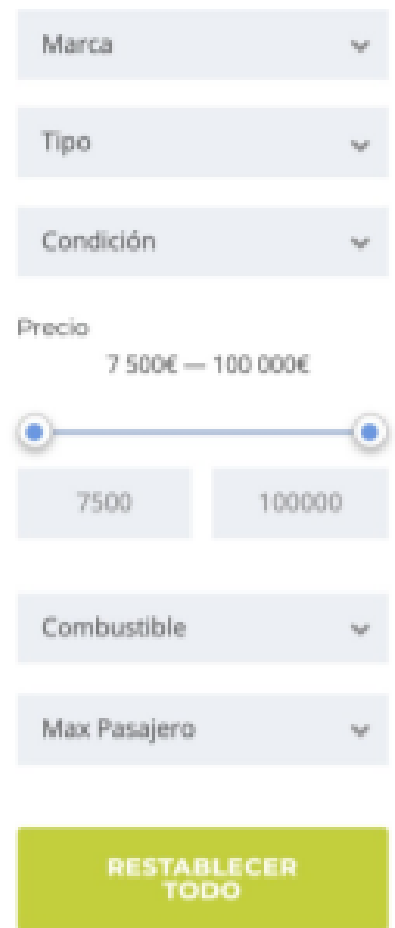 Marca
Tipo
Condición
Precio
7 500€ — 100 000€
7500 100000
Combustible
Max Pasajero
RESTABLECER
TODO